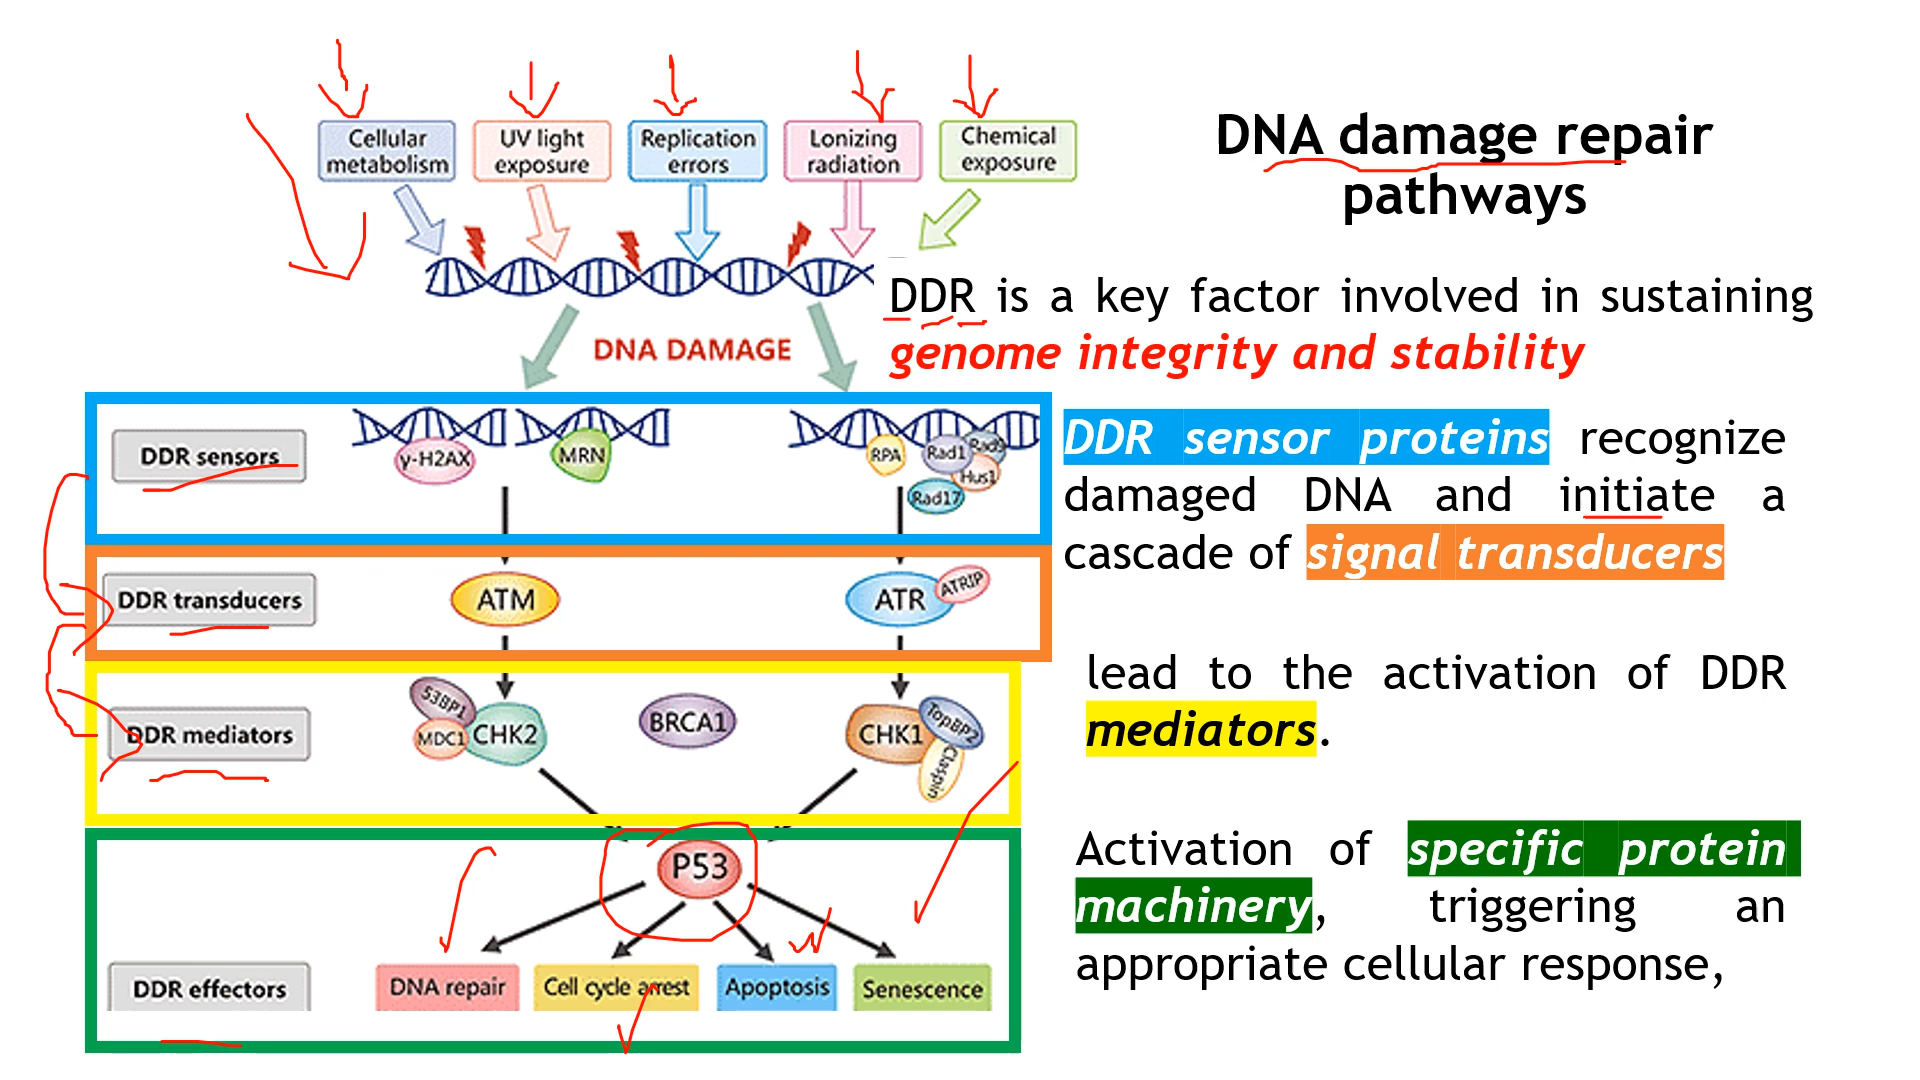 Cellular
metabolism
UV light
exposure
Replication
errors
Lonizing
radiation
Chemical
exposure
DNA damage repair
pathways
DNA DAMAGE
DDR is a key factor involved in sustaining
genome integrity and stability
DDR sensors
γ-H2AX
MRN
RPA
Rad1
Rad9
Hus1
Rad17
DDR sensor proteins recognize
damaged DNA and initiate a
cascade of signal transducers
DDR transducers
ATM
ATR
ATRIP
lead to the activation of DDR
mediators.
DDR mediators
53BP1
MDC1
CHK2
BRCA1
CHK1
TopBP2
Claspin
P53
Activation of specific protein
machinery, triggering an
appropriate cellular response,
DDR effectors
DNA repair
Cell cycle arrest
Apoptosis
Senescence